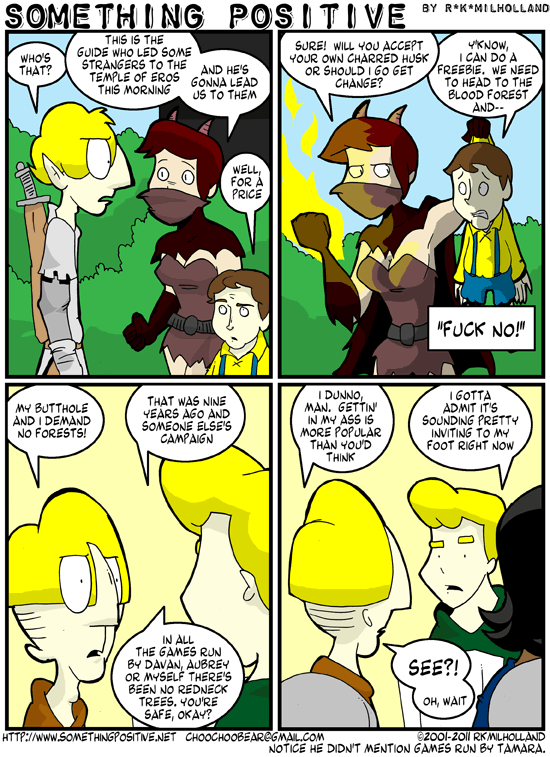 SOMETHING POSITIVE BY R*K*MILHOLLAND
WHO'S
THAT?
THIS IS THE
GUIDE WHO LED SOME
STRANGERS TO THE
TEMPLE OF EROS
THIS MORNING
AND HE'S
GONNA LEAD
US TO THEM
WELL,
FOR A
PRICE
SURE! WILL YOU ACCEPT
YOUR OWN CHARRED HUSK
OR SHOULD I GO GET
CHANGE?
Y'KNOW,
I CAN DO A
FREEBIE. WE NEED
TO HEAD TO THE
BLOOD FOREST
AND--
"FUCK NO!"
MY BUTTHOLE
AND I DEMAND
NO FORESTS!
THAT WAS NINE
YEARS AGO AND
SOMEONE ELSE'S
CAMPAIGN
IN ALL
THE GAMES RUN
BY DAVAN, AUBREY
OR MYSELF THERE'S
BEEN NO REDNECK
TREES. YOU'RE
SAFE, OKAY?
I DUNNO,
MAN. GETTIN'
IN MY ASS IS
MORE POPULAR
THAN YOU'D
THINK
I GOTTA
ADMIT IT'S
SOUNDING PRETTY
INVITING TO MY
FOOT RIGHT NOW
SEE?!
OH, WAIT
HTTP://WWW.SOMETHINGPOSITIVE.NET CHOOCHOOBEAR@GMAIL.COM ©2001-2011 RKMILHOLLAND
NOTICE HE DIDN'T MENTION GAMES RUN BY TAMARA.